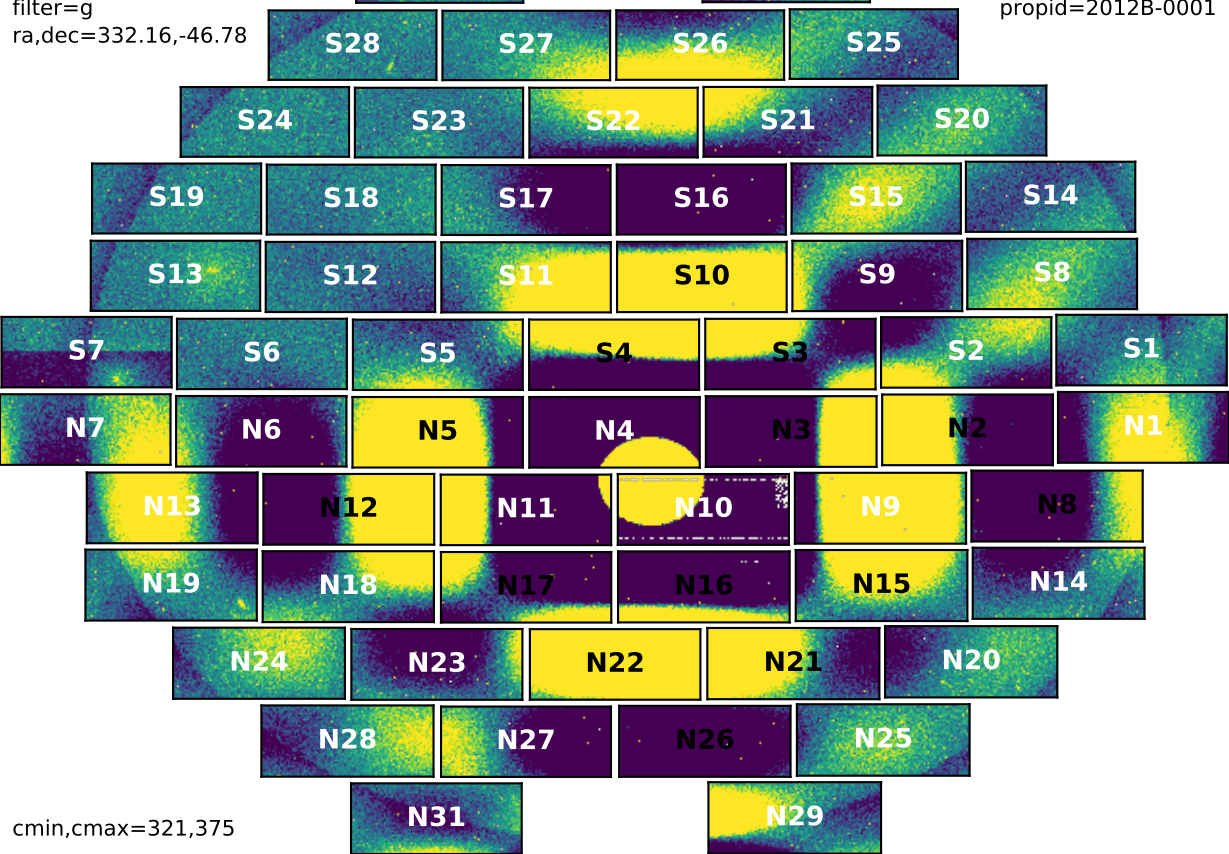 filter=g propid=2012B-0001
ra,dec=332.16,-46.78
S28 S27 S26 S25
S24 S23 S22 S21 S20
S19 S18 S17 S16 S15 S14
S13 S12 S11 S10 S9 S8
S7 S6 S5 S4 S3 S2 S1
N7 N6 N5 N4 N3 N2 N1
N13 N12 N11 N10 N9 N8
N19 N18 N17 N16 N15 N14
N24 N23 N22 N21 N20
N28 N27 N26 N25
N31 N29
cmin,cmax=321,375